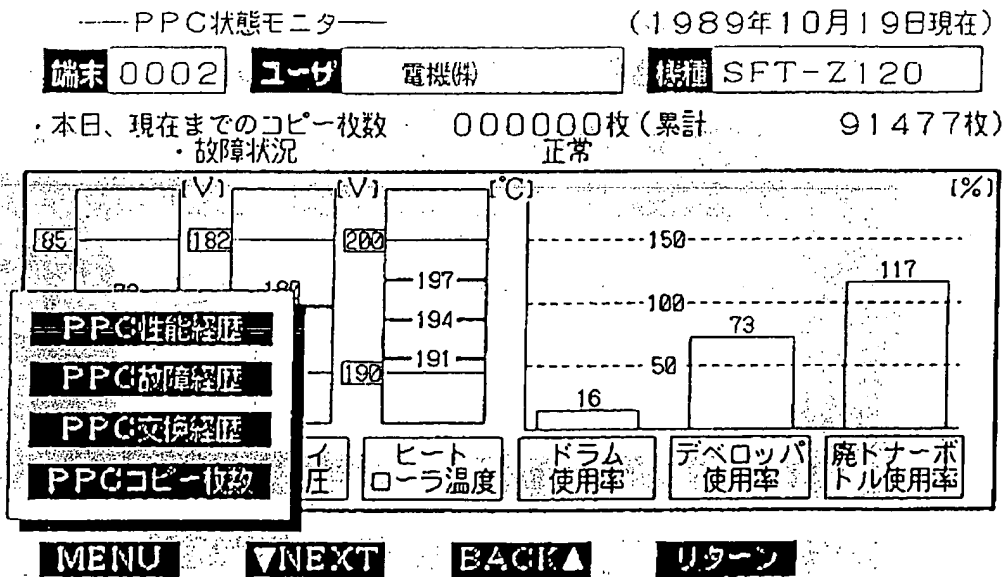 ――PPC状態モニタ――
(1989年10月19日現在)
端末 0002 ユーザ 電機㈱ 機種 SFT-Z120
・本日、現在までのコピー枚数 000000枚(累計 91477枚)
・故障状況 正常
[V] [V] [℃] [%]
185 182 200 150
180 197 117
194 100
73
190 191 50
16
PPC性能経歴
PPC故障経歴
PPC交換経歴
PPCコピー枚数
イ
圧
ヒート
ローラ温度
ドラム
使用率
デベロッパ
使用率
廃トナーボ
トル使用率
MENU ▼NEXT BACK▲ リターン